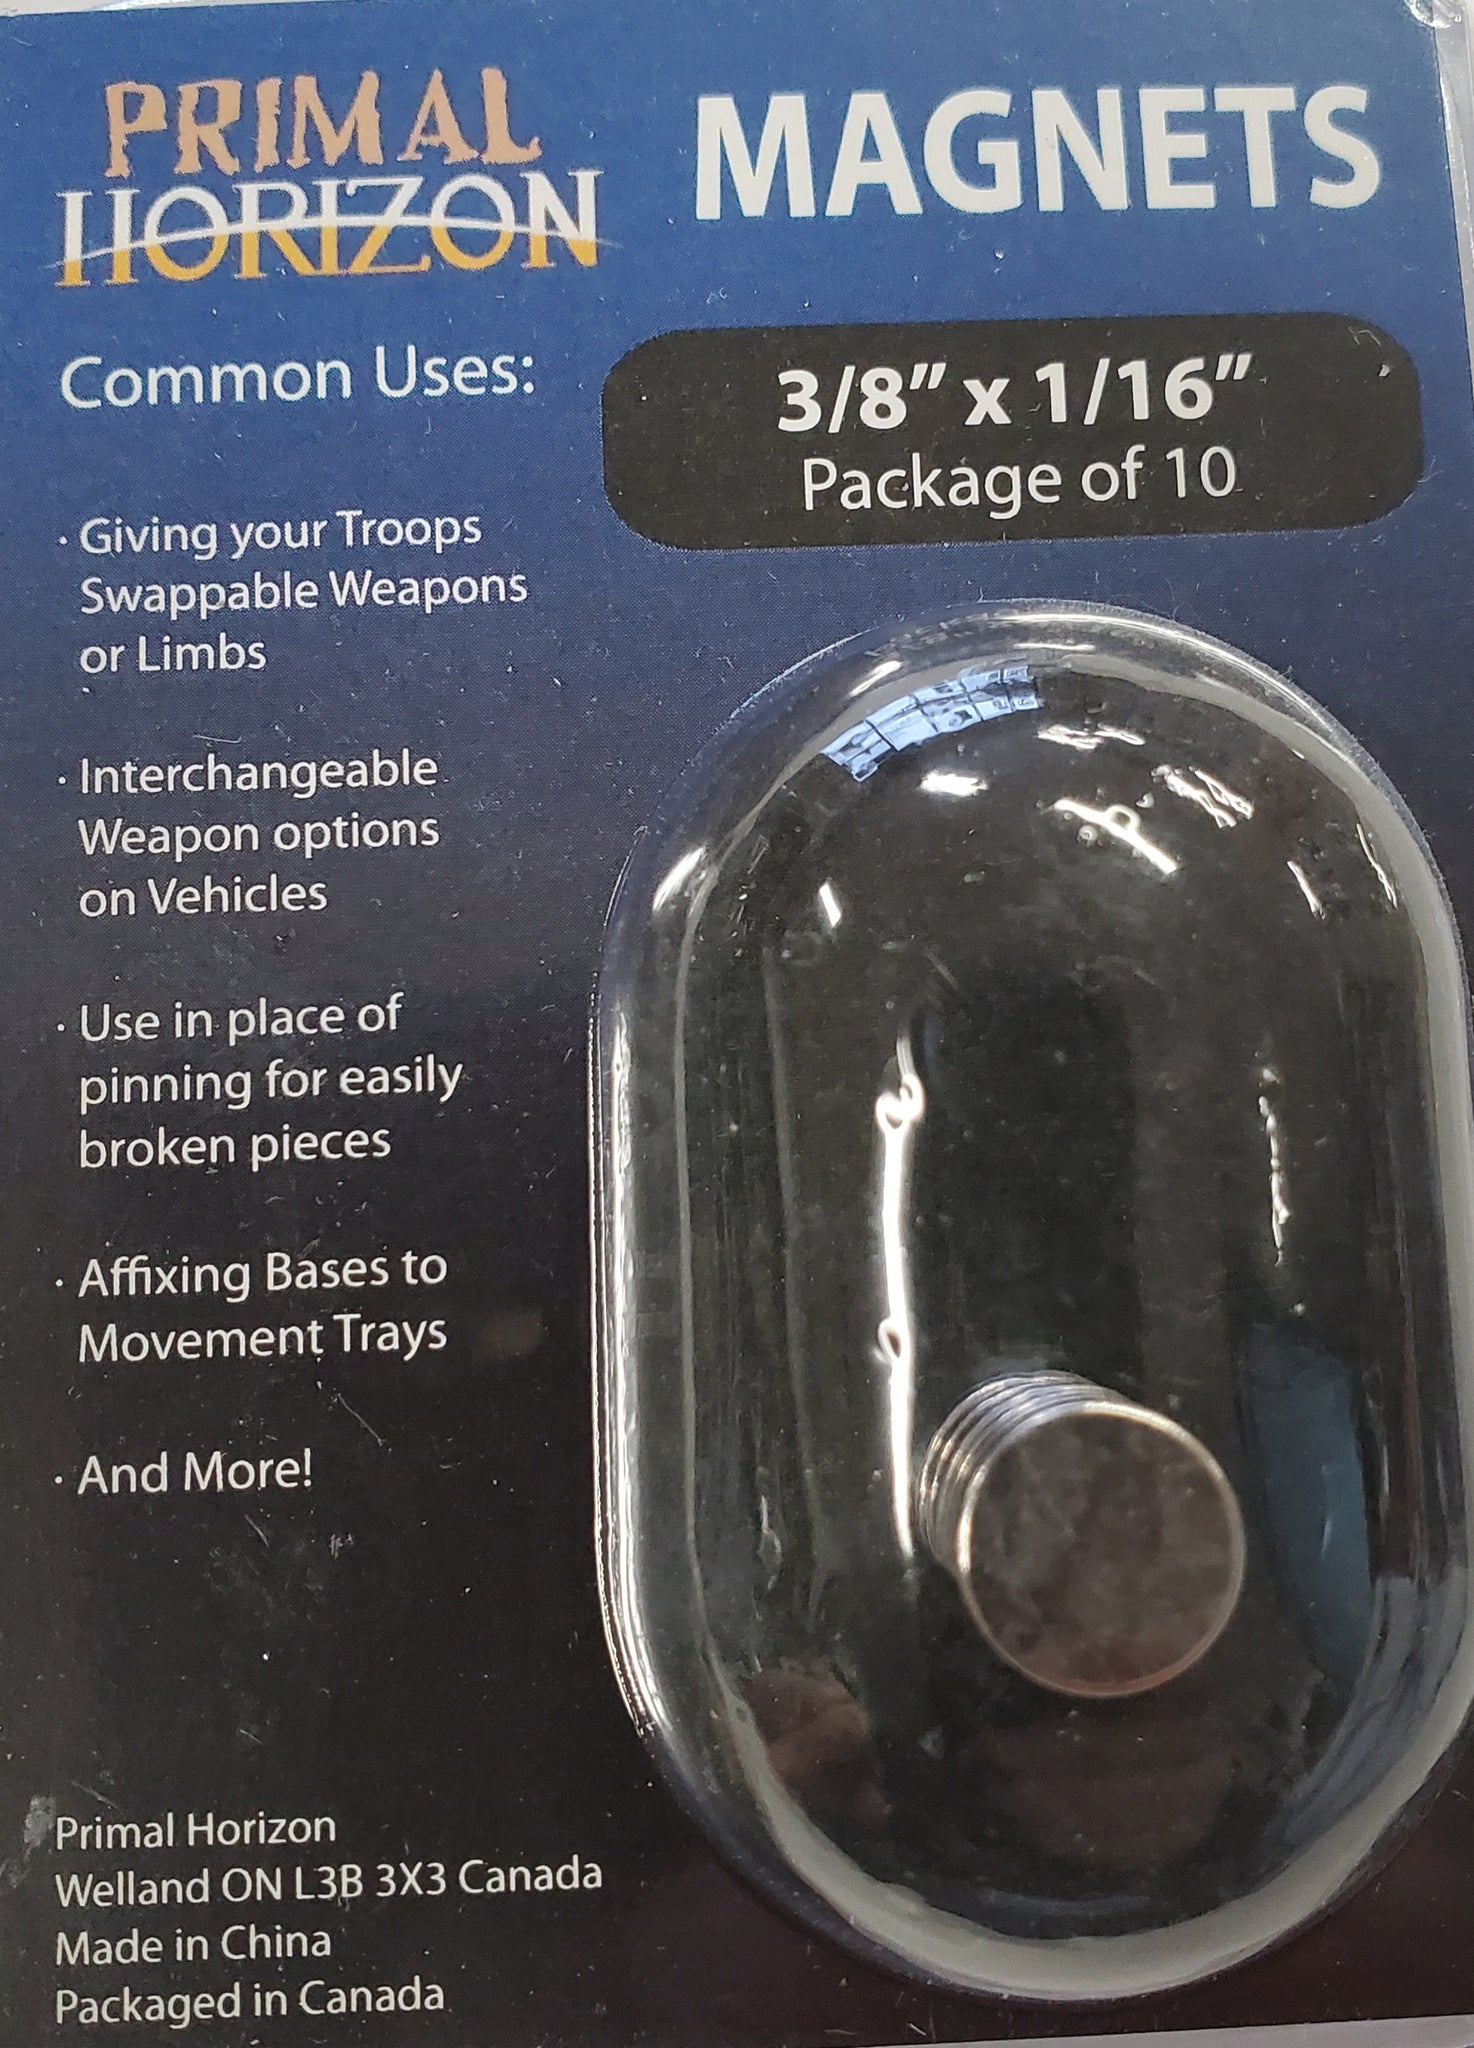 PRIMAL
HORIZON
MAGNETS
3/8” x 1/16”
Package of 10
Common Uses:
· Giving your Troops
Swappable Weapons
or Limbs
· Interchangeable
Weapon options
on Vehicles
· Use in place of
pinning for easily
broken pieces
· Affixing Bases to
Movement Trays
· And More!
Primal Horizon
Welland ON L3B 3X3 Canada
Made in China
Packaged in Canada